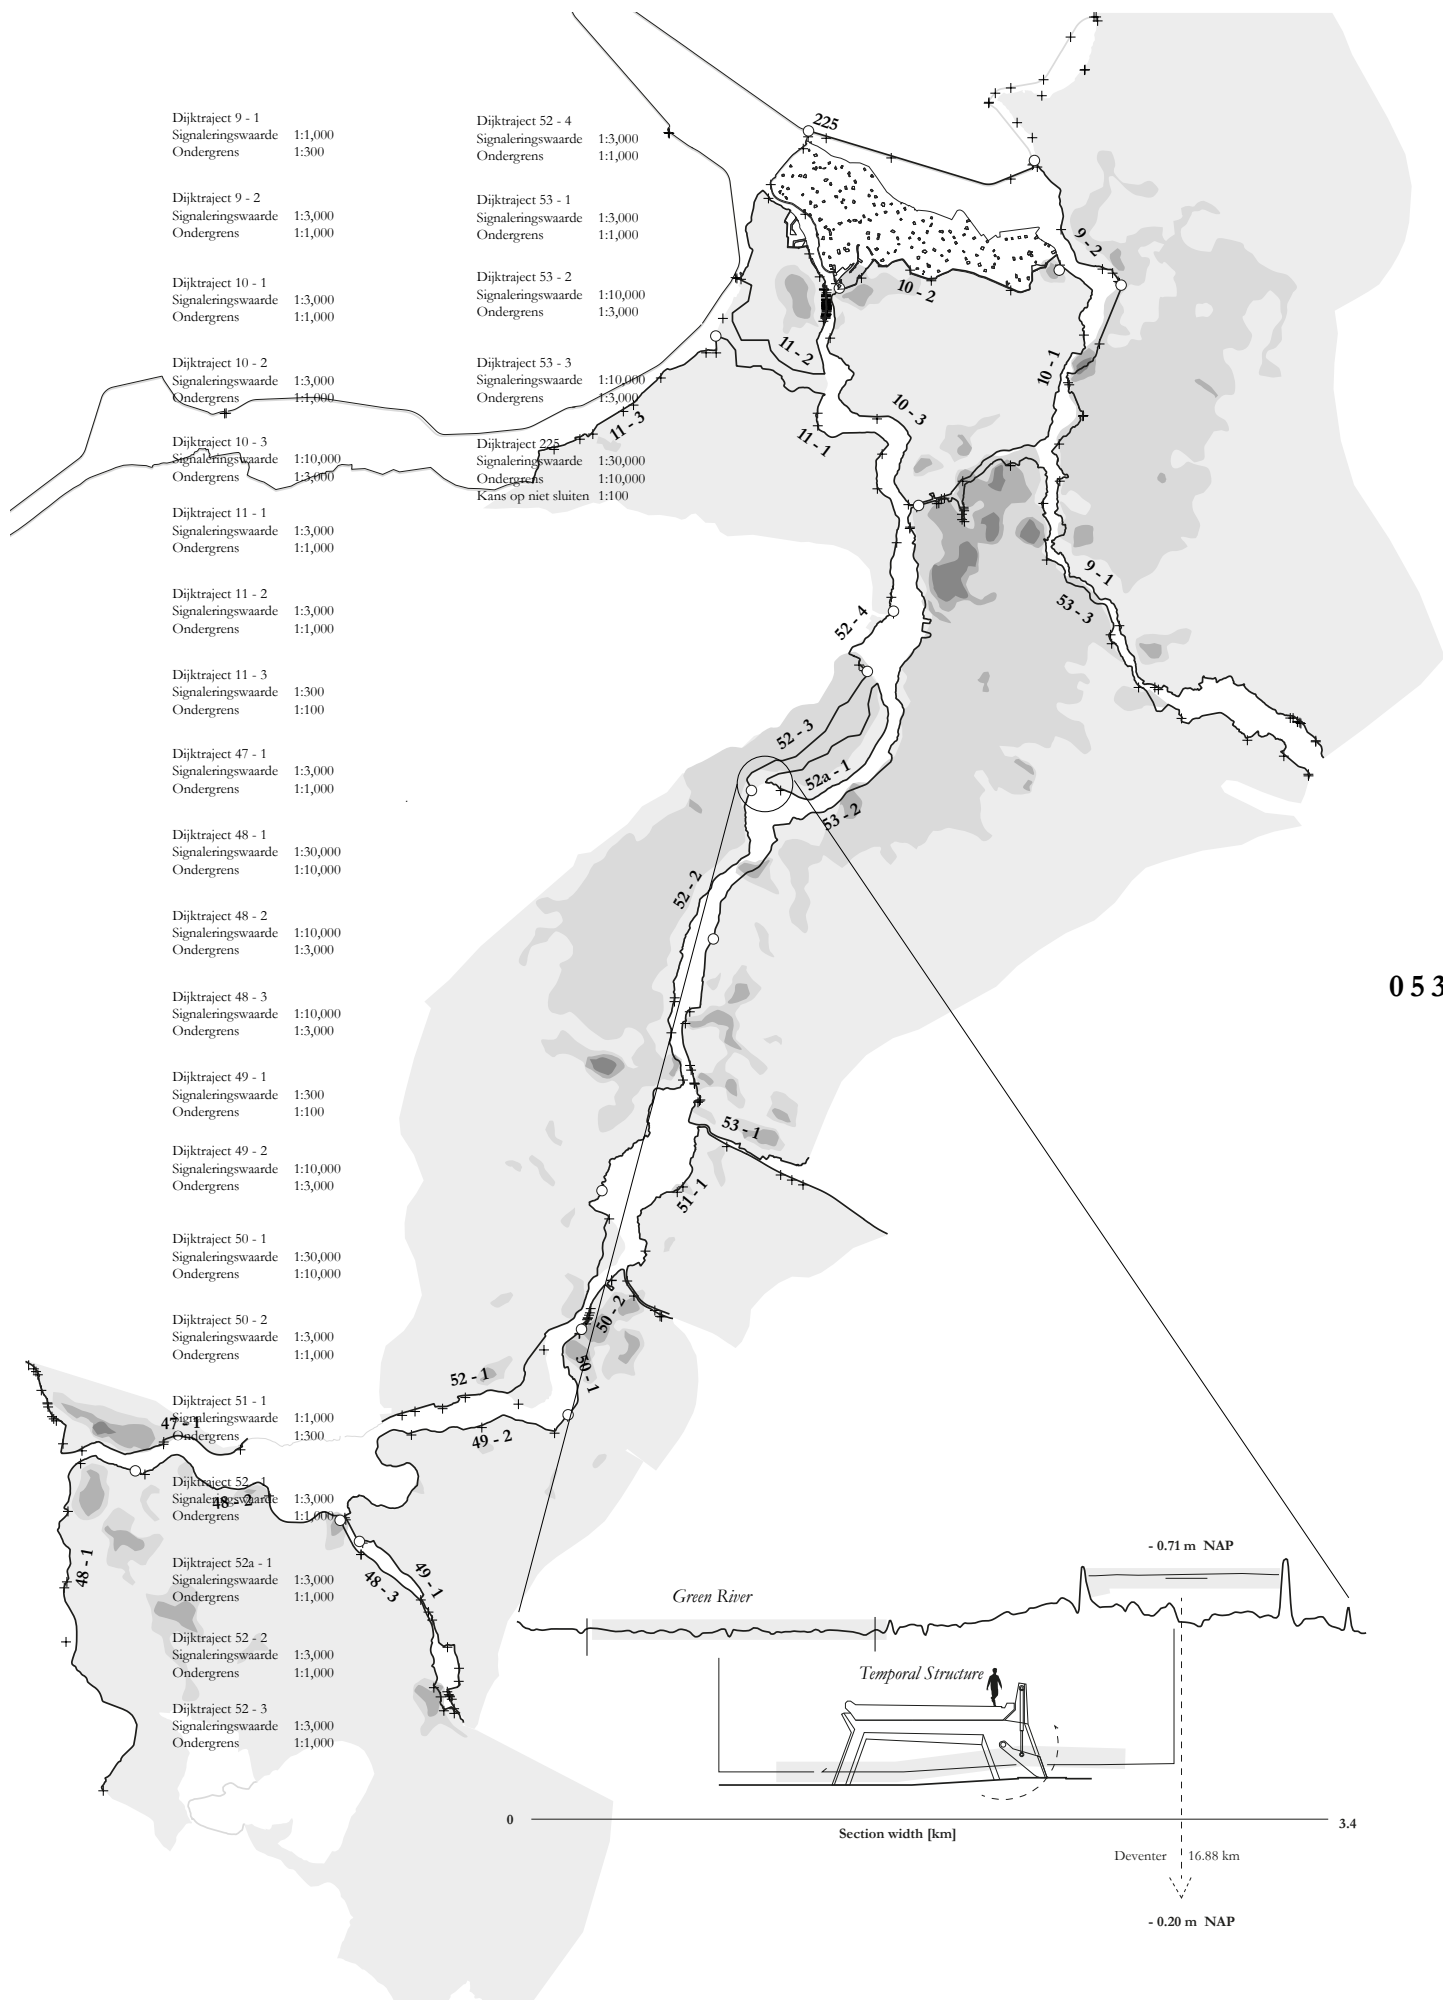 Dijktraject 9 - 1
Signaleringswaarde 1:1,000
Ondergrens 1:300
Dijktraject 9 - 2
Signaleringswaarde 1:3,000
Ondergrens 1:1,000
Dijktraject 10 - 1
Signaleringswaarde 1:3,000
Ondergrens 1:1,000
Dijktraject 10 - 2
Signaleringswaarde 1:3,000
Ondergrens 1:1,000
Dijktraject 10 - 3
Signaleringswaarde 1:10,000
Ondergrens 1:3,000
Dijktraject 11 - 1
Signaleringswaarde 1:3,000
Ondergrens 1:1,000
Dijktraject 11 - 2
Signaleringswaarde 1:3,000
Ondergrens 1:1,000
Dijktraject 11 - 3
Signaleringswaarde 1:300
Ondergrens 1:100
Dijktraject 47 - 1
Signaleringswaarde 1:3,000
Ondergrens 1:1,000
Dijktraject 48 - 1
Signaleringswaarde 1:30,000
Ondergrens 1:10,000
Dijktraject 48 - 2
Signaleringswaarde 1:10,000
Ondergrens 1:3,000
Dijktraject 48 - 3
Signaleringswaarde 1:10,000
Ondergrens 1:3,000
Dijktraject 49 - 1
Signaleringswaarde 1:300
Ondergrens 1:100
Dijktraject 49 - 2
Signaleringswaarde 1:10,000
Ondergrens 1:3,000
Dijktraject 50 - 1
Signaleringswaarde 1:30,000
Ondergrens 1:10,000
Dijktraject 50 - 2
Signaleringswaarde 1:3,000
Ondergrens 1:1,000
Dijktraject 51 - 1
Signaleringswaarde 1:1,000
Ondergrens 1:300
Dijktraject 52 - 1
Signaleringswaarde 1:3,000
Ondergrens 1:1,000
Dijktraject 52a - 1
Signaleringswaarde 1:3,000
Ondergrens 1:1,000
Dijktraject 52 - 2
Signaleringswaarde 1:3,000
Ondergrens 1:1,000
Dijktraject 52 - 3
Signaleringswaarde 1:3,000
Ondergrens 1:1,000
Dijktraject 52 - 4
Signaleringswaarde 1:3,000
Ondergrens 1:1,000
Dijktraject 53 - 1
Signaleringswaarde 1:3,000
Ondergrens 1:1,000
Dijktraject 53 - 2
Signaleringswaarde 1:10,000
Ondergrens 1:3,000
Dijktraject 53 - 3
Signaleringswaarde 1:10,000
Ondergrens 1:3,000
Dijktraject 225
Signaleringswaarde 1:30,000
Ondergrens 1:10,000
Kans op niet sluiten 1:100
225
9 - 2
10 - 2
11 - 2
10 - 1
10 - 3
11 - 3
11 - 1
9 - 1
53 - 3
52 - 4
52 - 3
52a - 1
53 - 2
52 - 2
053
53 - 1
51 - 1
50 - 2
50 - 1
52 - 1
49 - 2
47 - 1
48 - 2
48 - 1
49 - 1
48 - 3
- 0.71 m NAP
Green River
Temporal Structure
0
3.4
Section width [km]
Deventer 16.88 km
- 0.20 m NAP